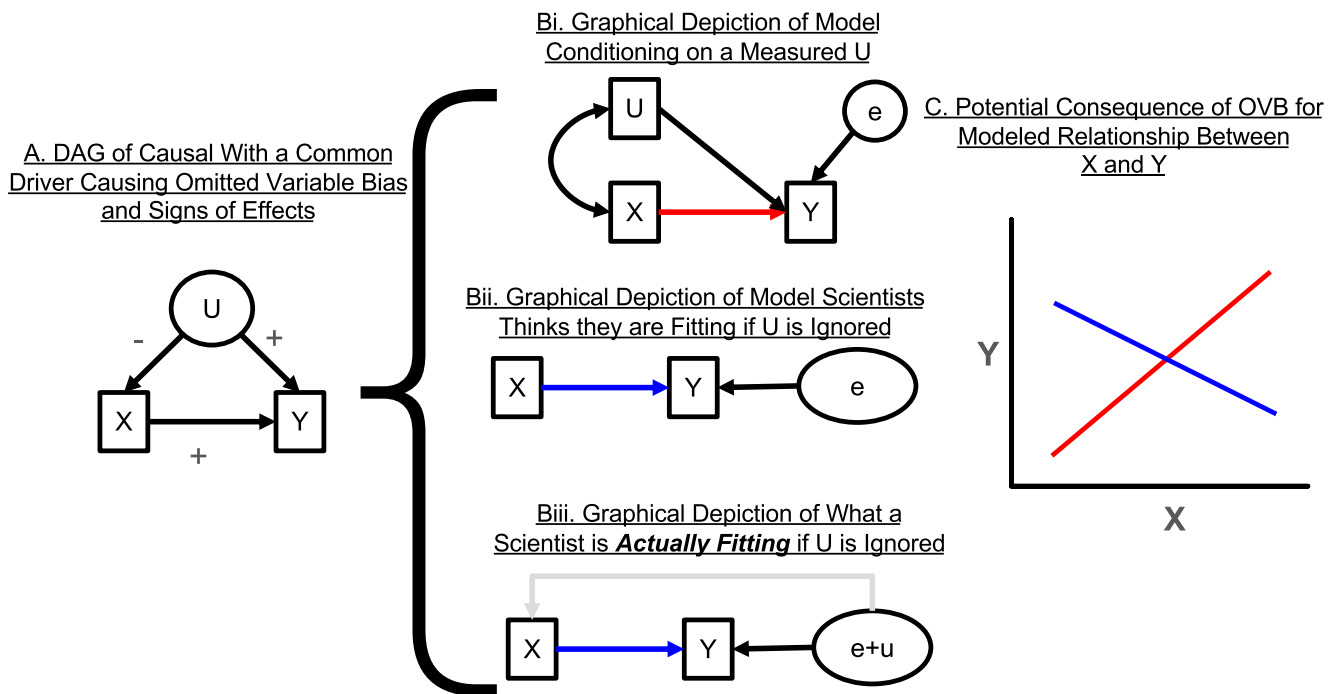 A. DAG of Causal With a Common
Driver Causing Omitted Variable Bias
and Signs of Effects
U
-
+
X
Y
+
Bi. Graphical Depiction of Model
Conditioning on a Measured U
U
e
X
Y
Bii. Graphical Depiction of Model Scientists
Thinks they are Fitting if U is Ignored
X
Y
e
Biii. Graphical Depiction of What a
Scientist is Actually Fitting if U is Ignored
X
Y
e+u
C. Potential Consequence of OVB for
Modeled Relationship Between
X and Y
Y
X